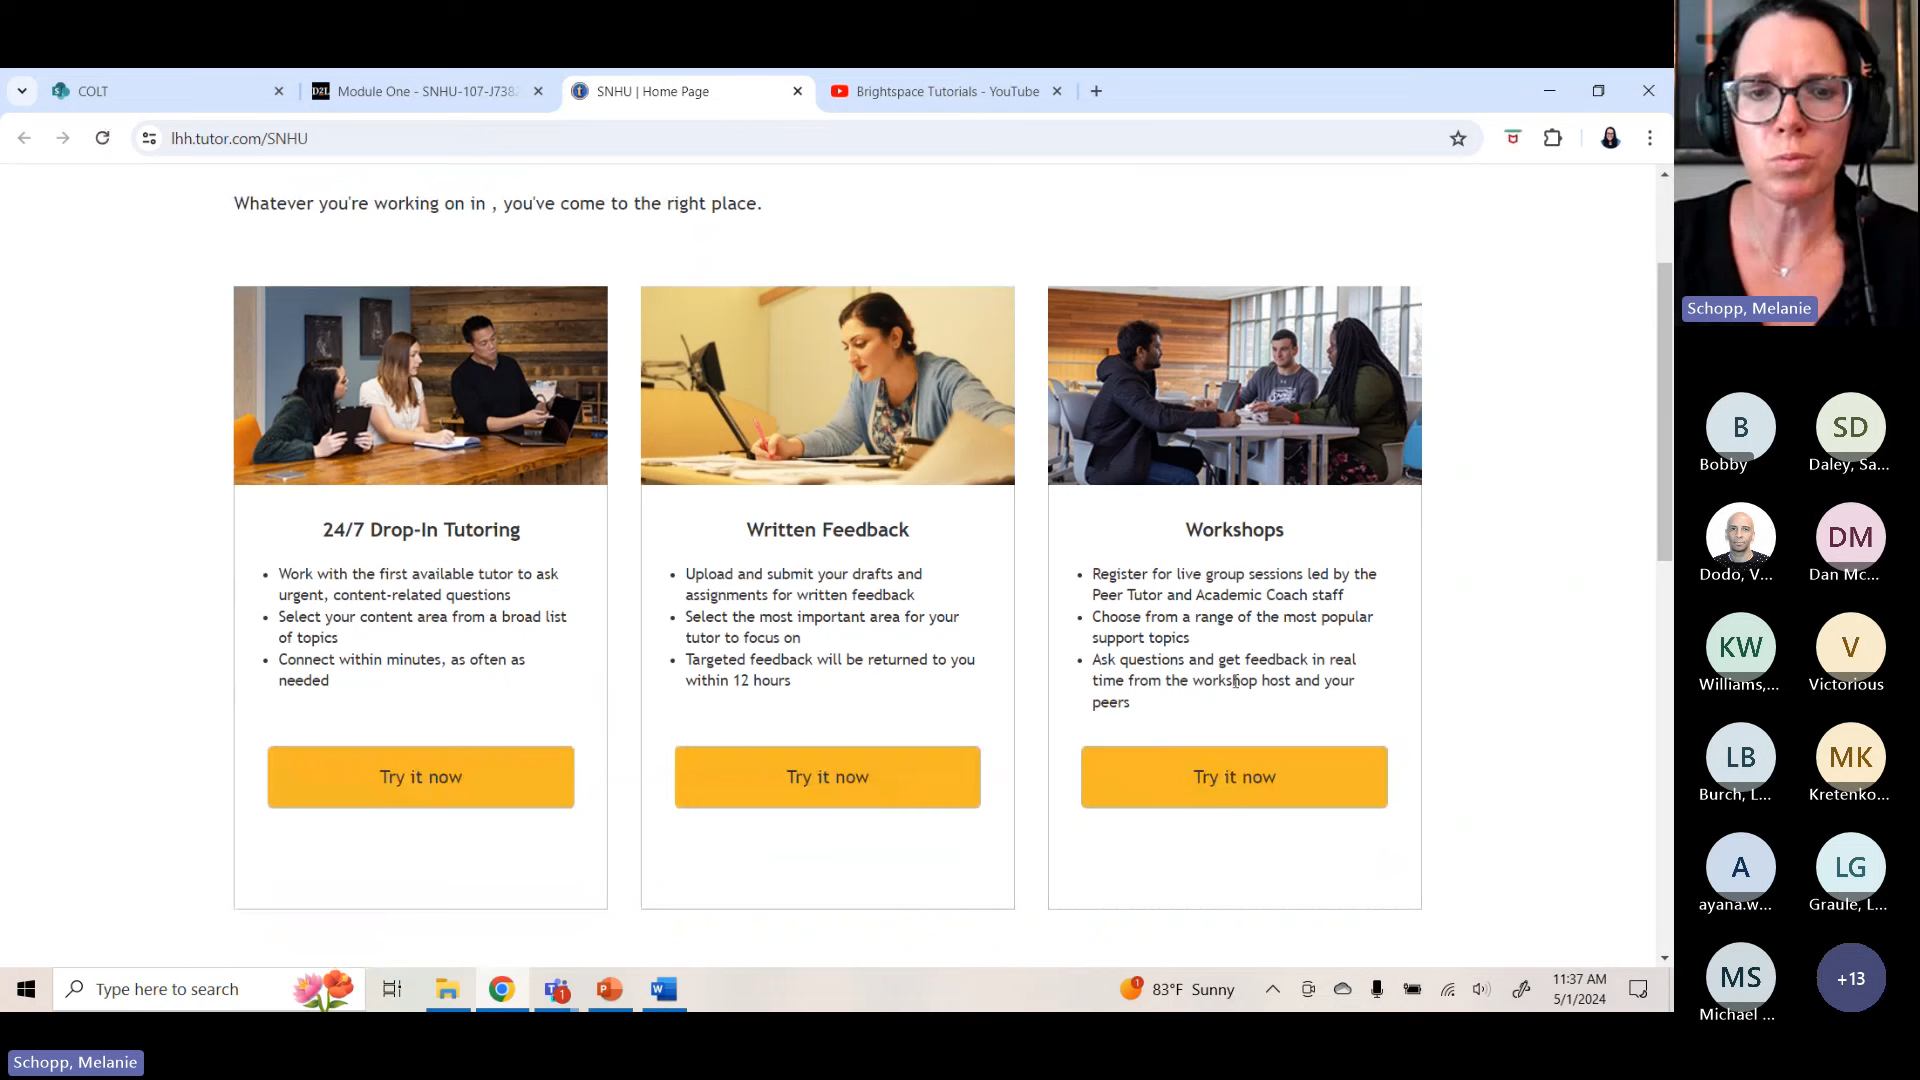 COLT
Module One - SNHU-107-J7382
SNHU | Home Page
Brightspace Tutorials - YouTube
lhh.tutor.com/SNHU
Whatever you're working on in , you've come to the right place.
24/7 Drop-In Tutoring
• Work with the first available tutor to ask
urgent, content-related questions
• Select your content area from a broad list
of topics
• Connect within minutes, as often as
needed
Try it now
Written Feedback
• Upload and submit your drafts and
assignments for written feedback
• Select the most important area for your
tutor to focus on
• Targeted feedback will be returned to you
within 12 hours
Try it now
Workshops
• Register for live group sessions led by the
Peer Tutor and Academic Coach staff
• Choose from a range of the most popular
support topics
• Ask questions and get feedback in real
time from the workshop host and your
peers
Try it now
Type here to search
1
1
83°F Sunny
11:37 AM
5/1/2024
Schopp, Melanie
B
Bobby
SD
Daley, Sa...
Dodo, V...
DM
Dan Mc...
KW
Williams,...
V
Victorious
LB
Burch, L...
MK
Kretenko...
A
ayana.w...
LG
Graule, L...
MS
Michael ...
+13
Schopp, Melanie